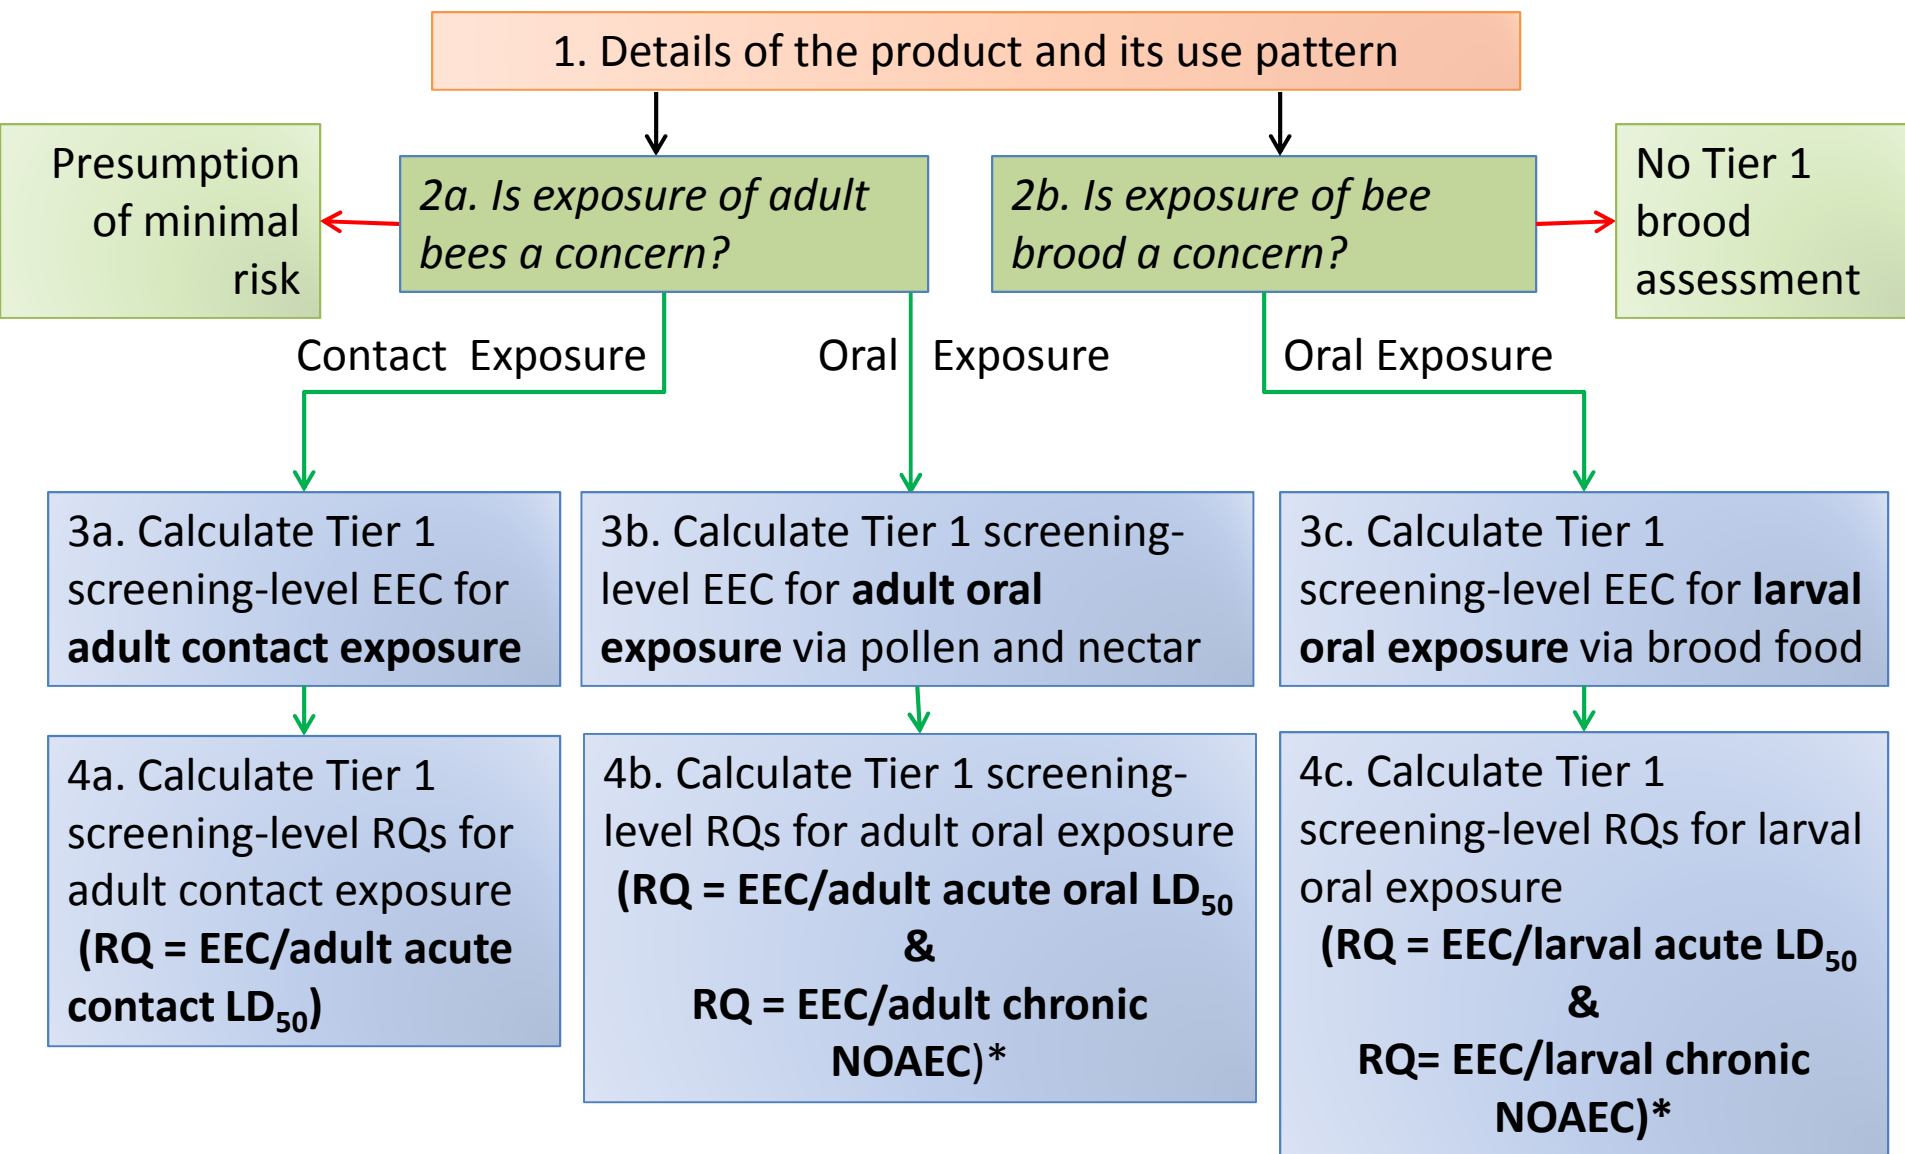 1. Details of the product and its use pattern
Presumption
of minimal
risk
2a. Is exposure of adult
bees a concern?
2b. Is exposure of bee
brood a concern?
No Tier 1
brood
assessment
Contact Exposure
Oral Exposure
Oral Exposure
3a. Calculate Tier 1
screening-level EEC for
adult contact exposure
3b. Calculate Tier 1 screening-
level EEC for adult oral
exposure via pollen and nectar
3c. Calculate Tier 1
screening-level EEC for larval
oral exposure via brood food
4a. Calculate Tier 1
screening-level RQs for
adult contact exposure
(RQ = EEC/adult acute
contact LD50)
4b. Calculate Tier 1 screening-
level RQs for adult oral exposure
(RQ = EEC/adult acute oral LD50
&
RQ = EEC/adult chronic
NOAEC)*
4c. Calculate Tier 1
screening-level RQs for larval
oral exposure
(RQ = EEC/larval acute LD50
&
RQ= EEC/larval chronic
NOAEC)*